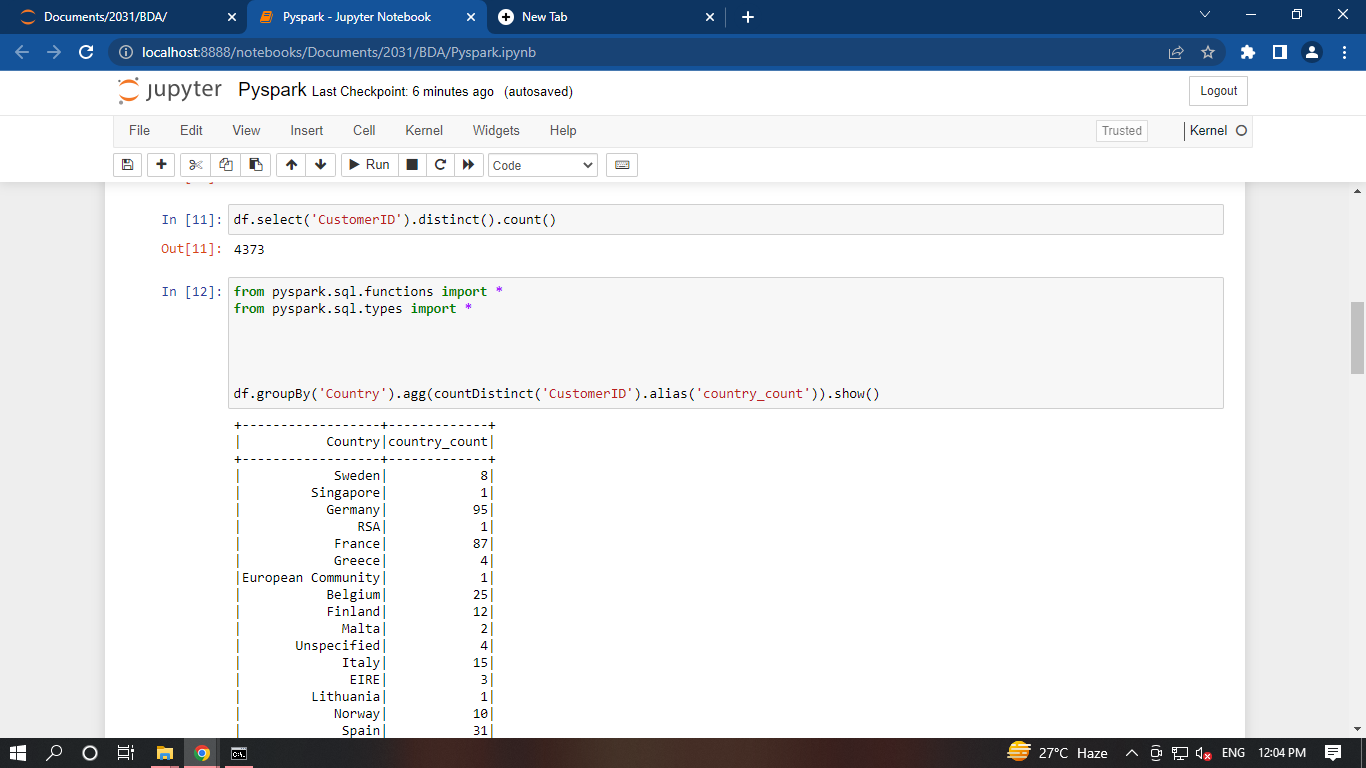 Documents/2031/BDA/
Pyspark - Jupyter Notebook
New Tab
localhost:8888/notebooks/Documents/2031/BDA/Pyspark.ipynb
jupyter Pyspark Last Checkpoint: 6 minutes ago (autosaved)
Logout
File Edit View Insert Cell Kernel Widgets Help
Trusted
Kernel
Run
Code
In [11]: df.select('CustomerID').distinct().count()
Out[11]: 4373
In [12]: from pyspark.sql.functions import *
from pyspark.sql.types import *
df.groupBy('Country').agg(countDistinct('CustomerID').alias('country_count')).show()
+------------------+-------------+
|           Country|country_count|
+------------------+-------------+
|            Sweden|            8|
|         Singapore|            1|
|           Germany|           95|
|               RSA|            1|
|            France|           87|
|            Greece|            4|
|European Community|            1|
|           Belgium|           25|
|           Finland|           12|
|             Malta|            2|
|       Unspecified|            4|
|             Italy|           15|
|              EIRE|            3|
|         Lithuania|            1|
|            Norway|           10|
|             Spain|           31|
27°C Haze
ENG
12:04 PM